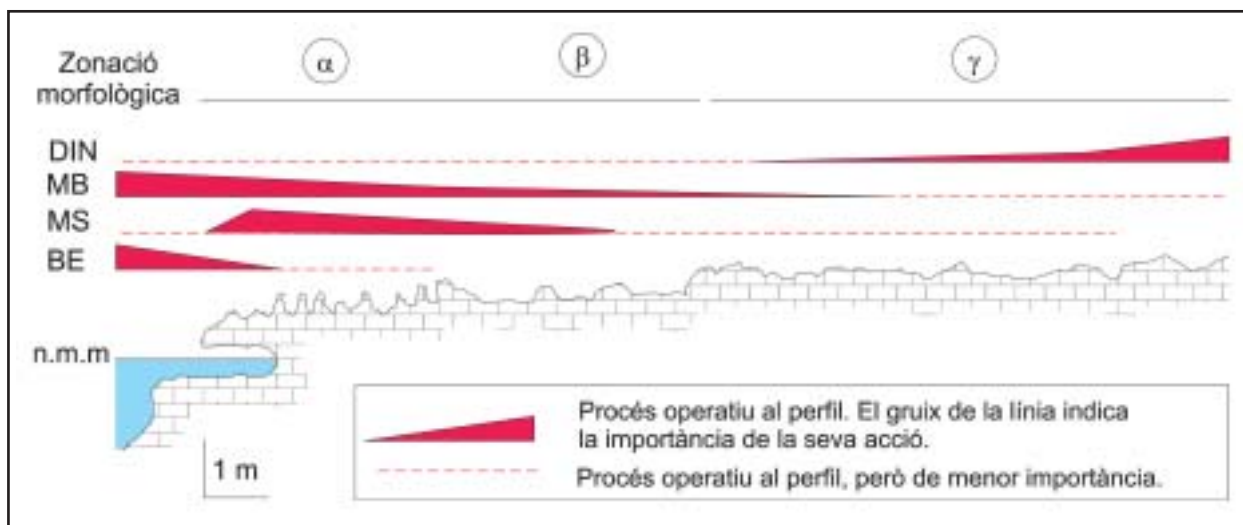 Zonació
morfològica
α
β
γ
DIN
MB
MS
BE
n.m.m
1 m
Procés operatiu al perfil. El gruix de la línia indica
la importància de la seva acció.
Procés operatiu al perfil, però de menor importància.